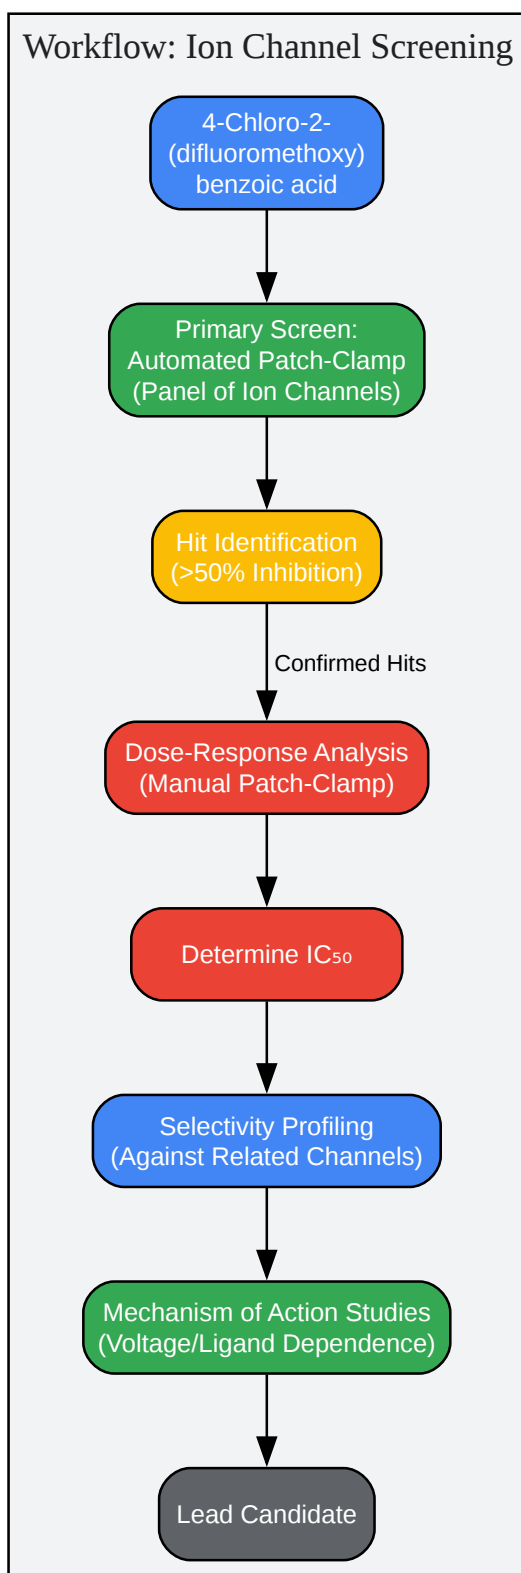 Workflow: Ion Channel Screening
4-Chloro-2-
(difluoromethoxy)
benzoic acid
Primary Screen:
Automated Patch-Clamp
(Panel of Ion Channels)
Hit Identification
(>50% Inhibition)
Confirmed Hits
Dose-Response Analysis
(Manual Patch-Clamp)
Determine IC₅₀
Selectivity Profiling
(Against Related Channels)
Mechanism of Action Studies
(Voltage/Ligand Dependence)
Lead Candidate